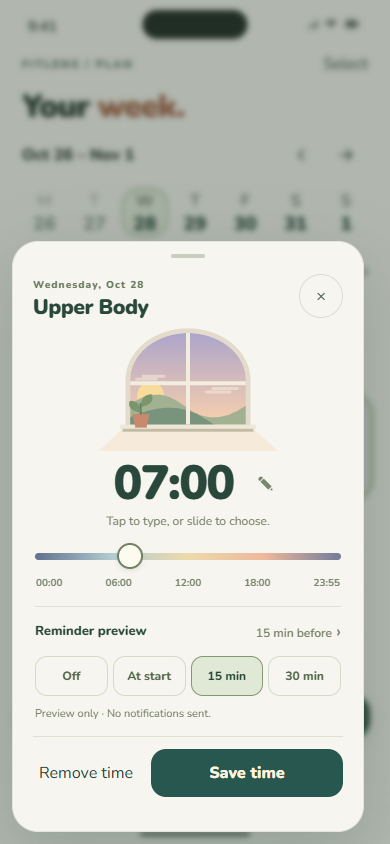 9:41
FITLENS / PLAN
Select
Your week.
Oct 26 – Nov 1
M T W T F S S
26 27 28 29 30 31 1
Wednesday, Oct 28
Upper Body
×
07:00
Tap to type, or slide to choose.
00:00 06:00 12:00 18:00 23:55
Reminder preview
15 min before ›
Off At start 15 min 30 min
Preview only · No notifications sent.
Remove time Save time